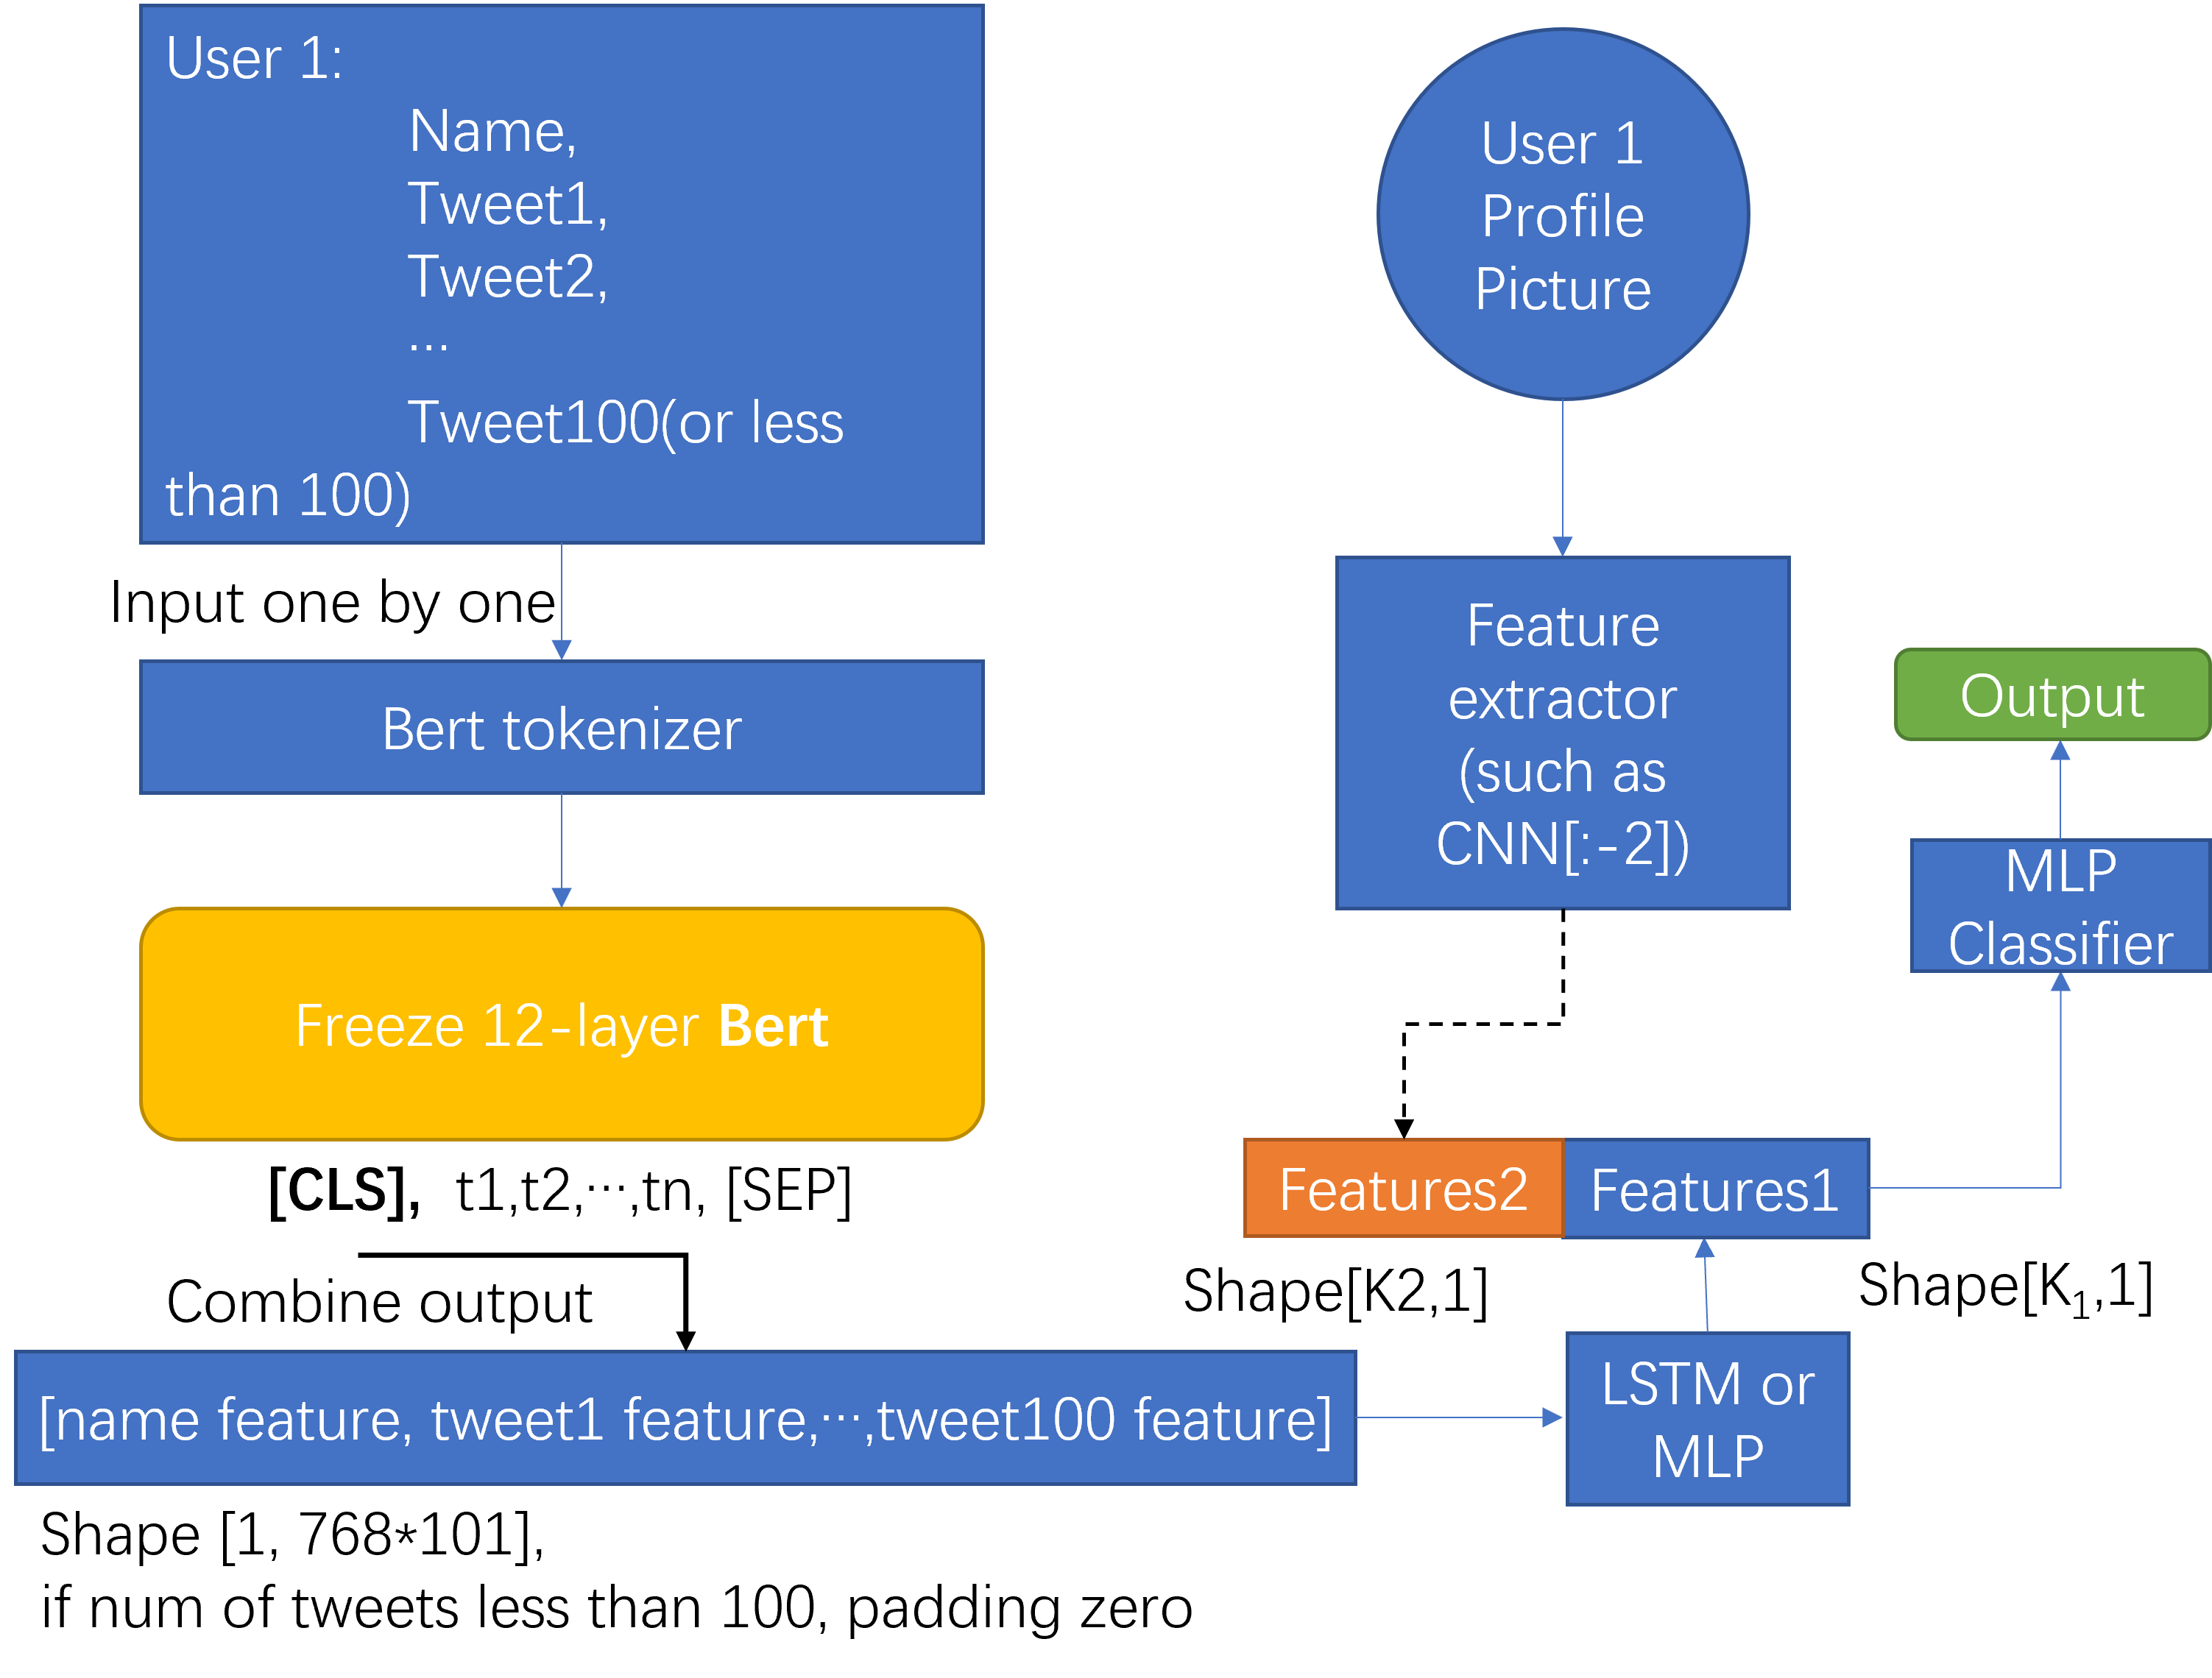 User 1:
Name,
Tweet1,
Tweet2,
…
Tweet100(or less
than 100)
Input one by one
Bert tokenizer
Freeze 12-layer Bert
[CLS], t1,t2,…,tn, [SEP]
Combine output
[name feature, tweet1 feature,…,tweet100 feature]
Shape [1, 768*101],
if num of tweets less than 100, padding zero
User 1
Profile
Picture
Feature
extractor
(such as
CNN[:-2])
Features2
Features1
Shape[K2,1]
Shape[K₁,1]
LSTM or
MLP
MLP
Classifier
Output